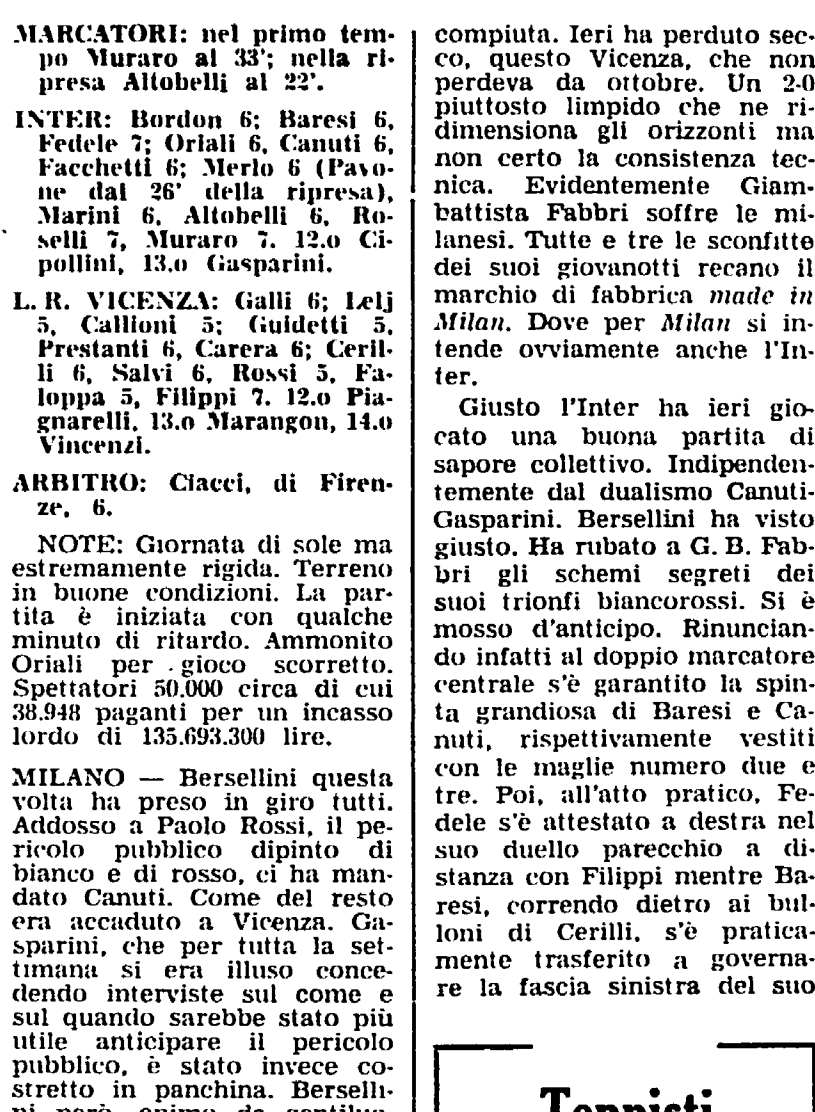 MARCATORI: nel primo tem-
po Muraro al 33'; nella ri-
presa Altobelli al 22'.
INTER: Bordon 6; Baresi 6,
Fedele 7; Oriali 6, Canuti 6,
Facchetti 6; Merlo 6 (Pavo-
ne dal 26' della ripresa),
Marini 6, Altobelli 6, Ro-
selli 7, Muraro 7. 12.o Ci-
pollini, 13.o Gasparini.
L. R. VICENZA: Galli 6; Lelj
5, Callioni 5; Guidetti 5,
Prestanti 6, Carera 6; Ceril-
li 6, Salvi 6, Rossi 5, Fa-
loppa 5, Filippi 7. 12.o Pia-
gnarelli, 13.o Marangon, 14.o
Vincenzi.
ARBITRO: Ciacci, di Firen-
ze, 6.
NOTE: Giornata di sole ma
estremamente rigida. Terreno
in buone condizioni. La par-
tita è iniziata con qualche
minuto di ritardo. Ammonito
Oriali per gioco scorretto.
Spettatori 50.000 circa di cui
38.948 paganti per un incasso
lordo di 135.693.300 lire.
MILANO — Bersellini questa
volta ha preso in giro tutti.
Addosso a Paolo Rossi, il pe-
ricolo pubblico dipinto di
bianco e di rosso, ci ha man-
dato Canuti. Come del resto
era accaduto a Vicenza. Ga-
sparini, che per tutta la set-
timana si era illuso conce-
dendo interviste sul come e
sul quando sarebbe stato più
utile anticipare il pericolo
pubblico, è stato invece co-
stretto in panchina. Berselli-
ni però, animo da gentiluo-
compiuta. Ieri ha perduto sec-
co, questo Vicenza, che non
perdeva da ottobre. Un 2-0
piuttosto limpido che ne ri-
dimensiona gli orizzonti ma
non certo la consistenza tec-
nica. Evidentemente Giam-
battista Fabbri soffre le mi-
lanesi. Tutte e tre le sconfitte
dei suoi giovanotti recano il
marchio di fabbrica made in
Milan. Dove per Milan si in-
tende ovviamente anche l'In-
ter.
Giusto l'Inter ha ieri gio-
cato una buona partita di
sapore collettivo. Indipenden-
temente dal dualismo Canuti-
Gasparini. Bersellini ha visto
giusto. Ha rubato a G. B. Fab-
bri gli schemi segreti dei
suoi trionfi biancorossi. Si è
mosso d'anticipo. Rinuncian-
do infatti al doppio marcatore
centrale s'è garantito la spin-
ta grandiosa di Baresi e Ca-
nuti, rispettivamente vestiti
con le maglie numero due e
tre. Poi, all'atto pratico, Fe-
dele s'è attestato a destra nel
suo duello parecchio a di-
stanza con Filippi mentre Ba-
resi, correndo dietro ai bul-
loni di Cerilli, s'è pratica-
mente trasferito a governa-
re la fascia sinistra del suo
Teppisti